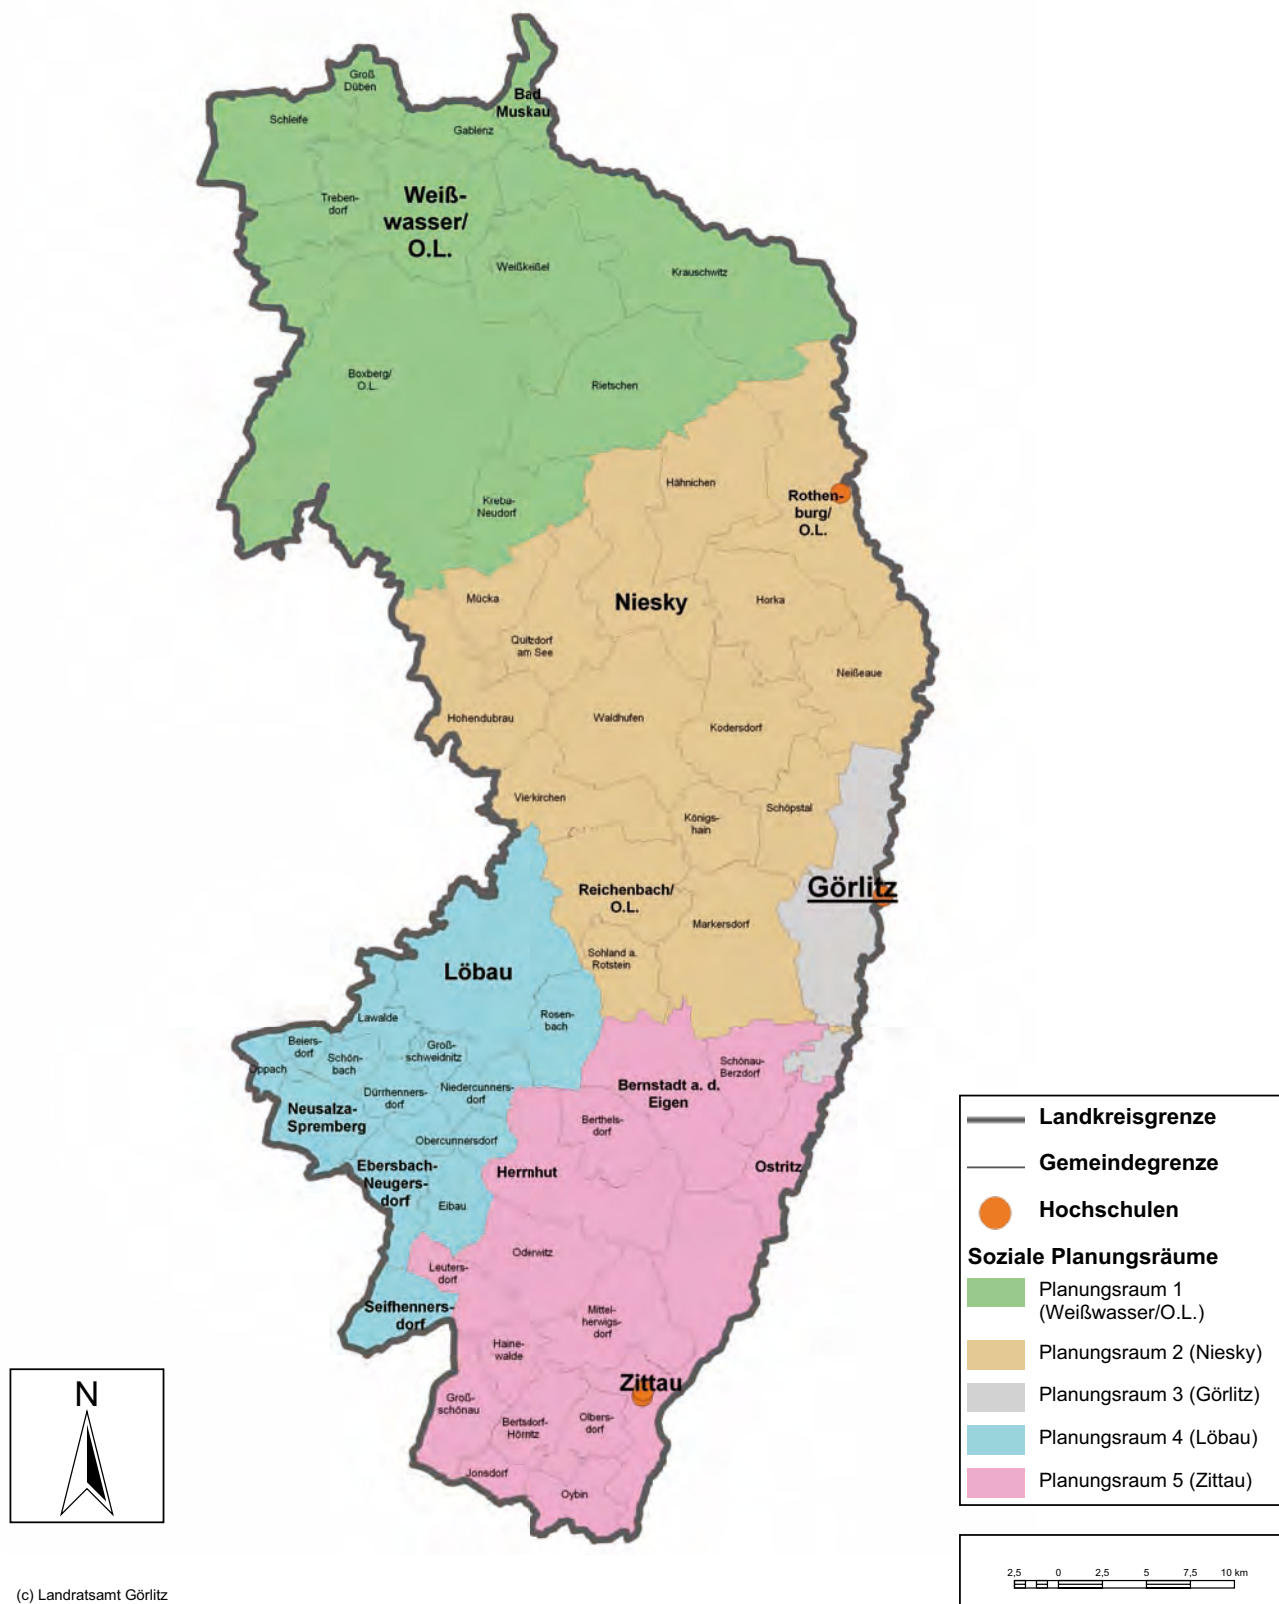 Groß
Düben
Bad
Muskau
Schleife
Gablenz
Weiß-
wasser/
O.L.
Treben-
dorf
Weißkeißel
Krauschwitz
Boxberg/
O.L.
Rietschen
Hähnichen
Kreba-
Neudorf
Rothen-
burg/
O.L.
Mücka
Niesky
Horka
Quitzdorf
am See
Neißeaue
Hohendubrau
Waldhufen
Kodersdorf
Vierkirchen
Königs-
hain
Schöpstal
Görlitz
Reichenbach/
O.L.
Markersdorf
Sohland a.
Rotstein
Löbau
Rosen-
bach
Lawalde
Beiers-
dorf
Schön-
bach
Groß-
schweidnitz
Oppach
Schönau-
Berzdorf
Dürrhenners-
dorf
Niedercunners-
dorf
Bernstadt a. d.
Eigen
Neusalza-
Spremberg
Berthels-
dorf
Obercunnersdorf
Ebersbach-
Neugers-
dorf
Herrnhut
Ostritz
Eibau
Oderwitz
Leuters-
dorf
Seifhenners-
dorf
Mittel-
herwigs-
dorf
Haine-
walde
Zittau
Groß-
schönau
Bertsdorf-
Hörnitz
Olbers-
dorf
Jonsdorf
Oybin
Landkreisgrenze
Gemeindegrenze
Hochschulen
Soziale Planungsräume
Planungsraum 1
(Weißwasser/O.L.)
Planungsraum 2 (Niesky)
Planungsraum 3 (Görlitz)
Planungsraum 4 (Löbau)
Planungsraum 5 (Zittau)
N
2,5 0 2,5 5 7,5 10 km
(c) Landratsamt Görlitz